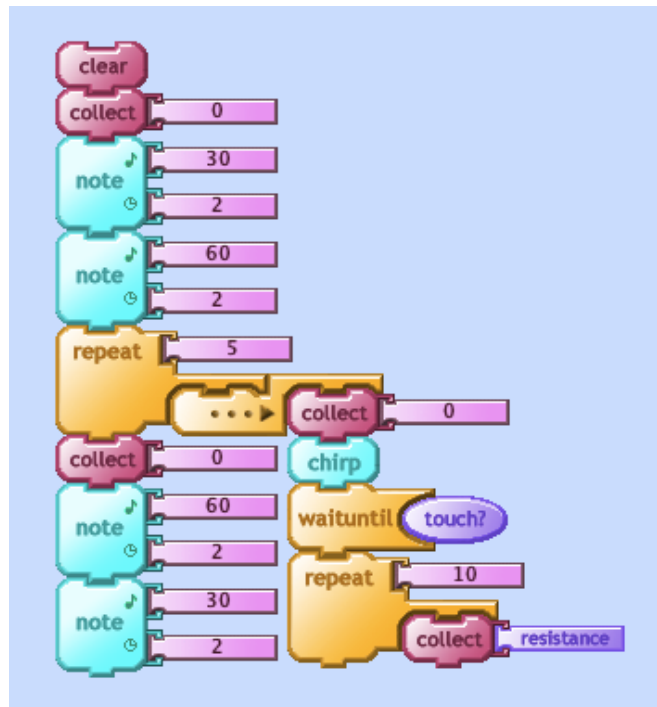 clear
collect 0
note 30
2
note 60
2
repeat 5
collect 0
chirp
waituntil touch?
repeat 10
collect resistance
collect 0
note 60
2
note 30
2